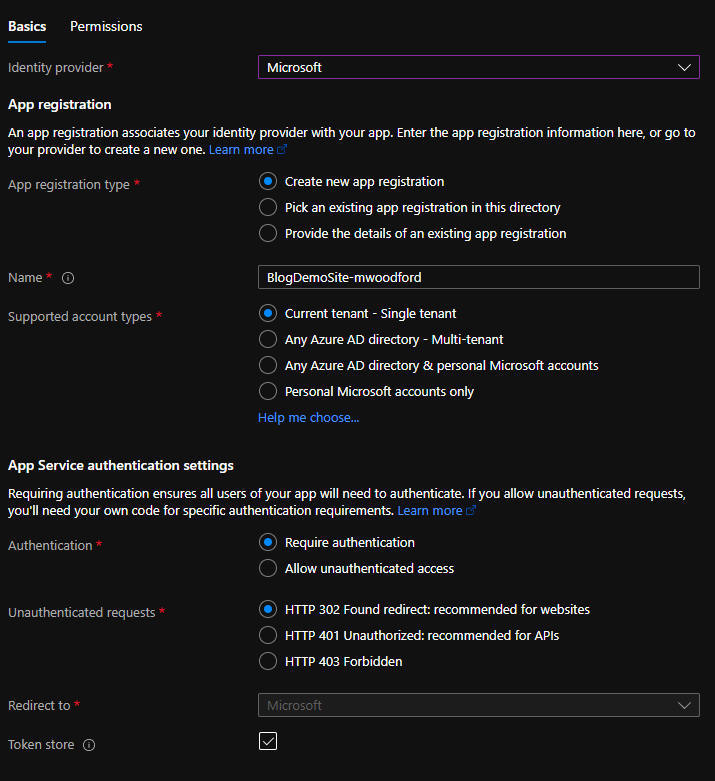 Basics Permissions
Identity provider * Microsoft
App registration
An app registration associates your identity provider with your app. Enter the app registration information here, or go to
your provider to create a new one. Learn more
App registration type * Create new app registration
Pick an existing app registration in this directory
Provide the details of an existing app registration
Name * BlogDemoSite-mwoodford
Supported account types * Current tenant - Single tenant
Any Azure AD directory - Multi-tenant
Any Azure AD directory & personal Microsoft accounts
Personal Microsoft accounts only
Help me choose...
App Service authentication settings
Requiring authentication ensures all users of your app will need to authenticate. If you allow unauthenticated requests,
you'll need your own code for specific authentication requirements. Learn more
Authentication * Require authentication
Allow unauthenticated access
Unauthenticated requests * HTTP 302 Found redirect: recommended for websites
HTTP 401 Unauthorized: recommended for APIs
HTTP 403 Forbidden
Redirect to * Microsoft
Token store